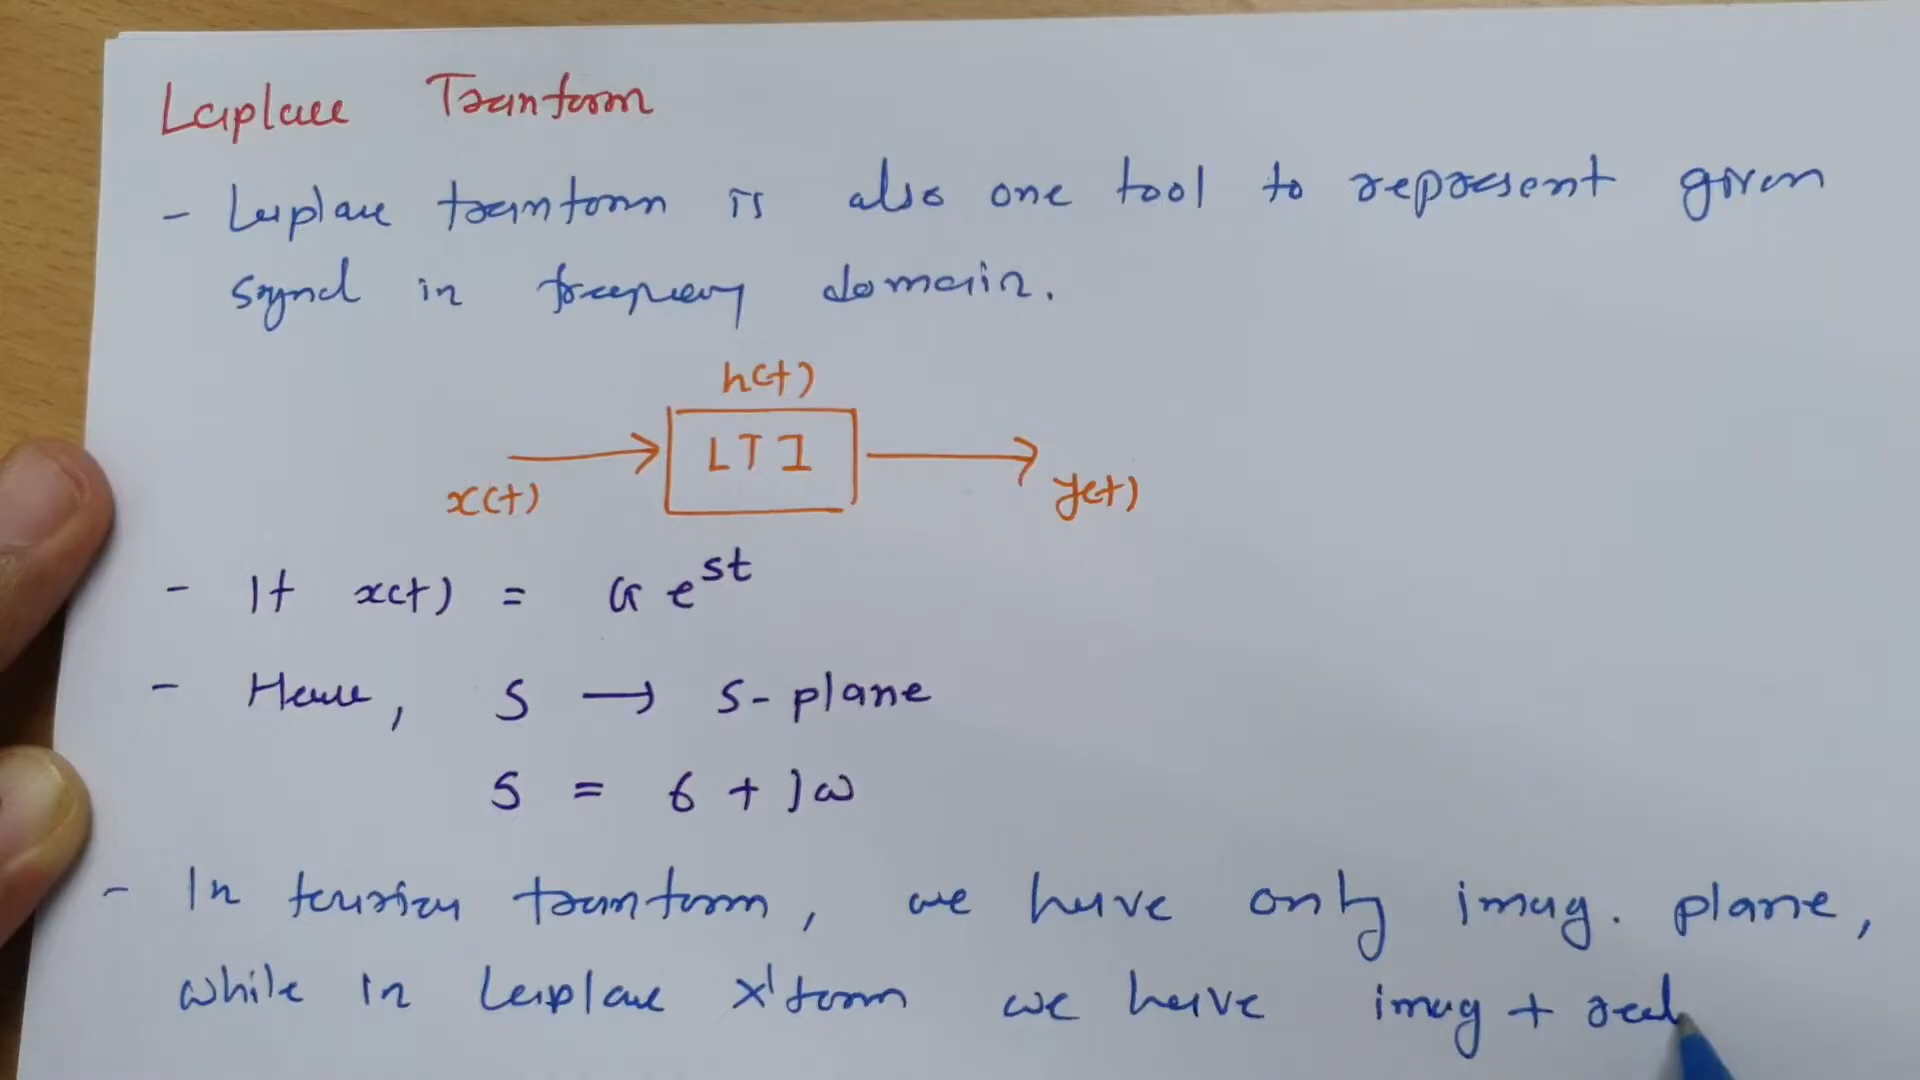 Laplace Transform
- Laplace transform is also one tool to represent given
signal in frequency domain.
h(t)
LTI
x(t)
y(t)
- If x(t) = G e^st
- Here, S → S-plane
S = σ + jω
- In fourier transform, we have only imag. plane,
while in Laplace x'form we have imag + real